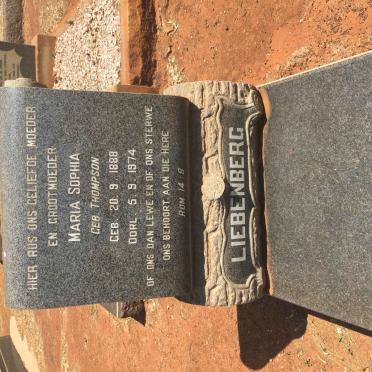 HIER RUS ONS GELIEFDE MOEDER
EN GROOTMOEDER
MARIA SOPHIA
GEB. THOMPSON
GEB. 20. 9. 1888
OORL. 5. 9. 1974
OF ONS DAN LEWE EN OF ONS STERWE
ONS BEHOORT AAN DIE HERE
ROM. 14:8
LIEBENBERG